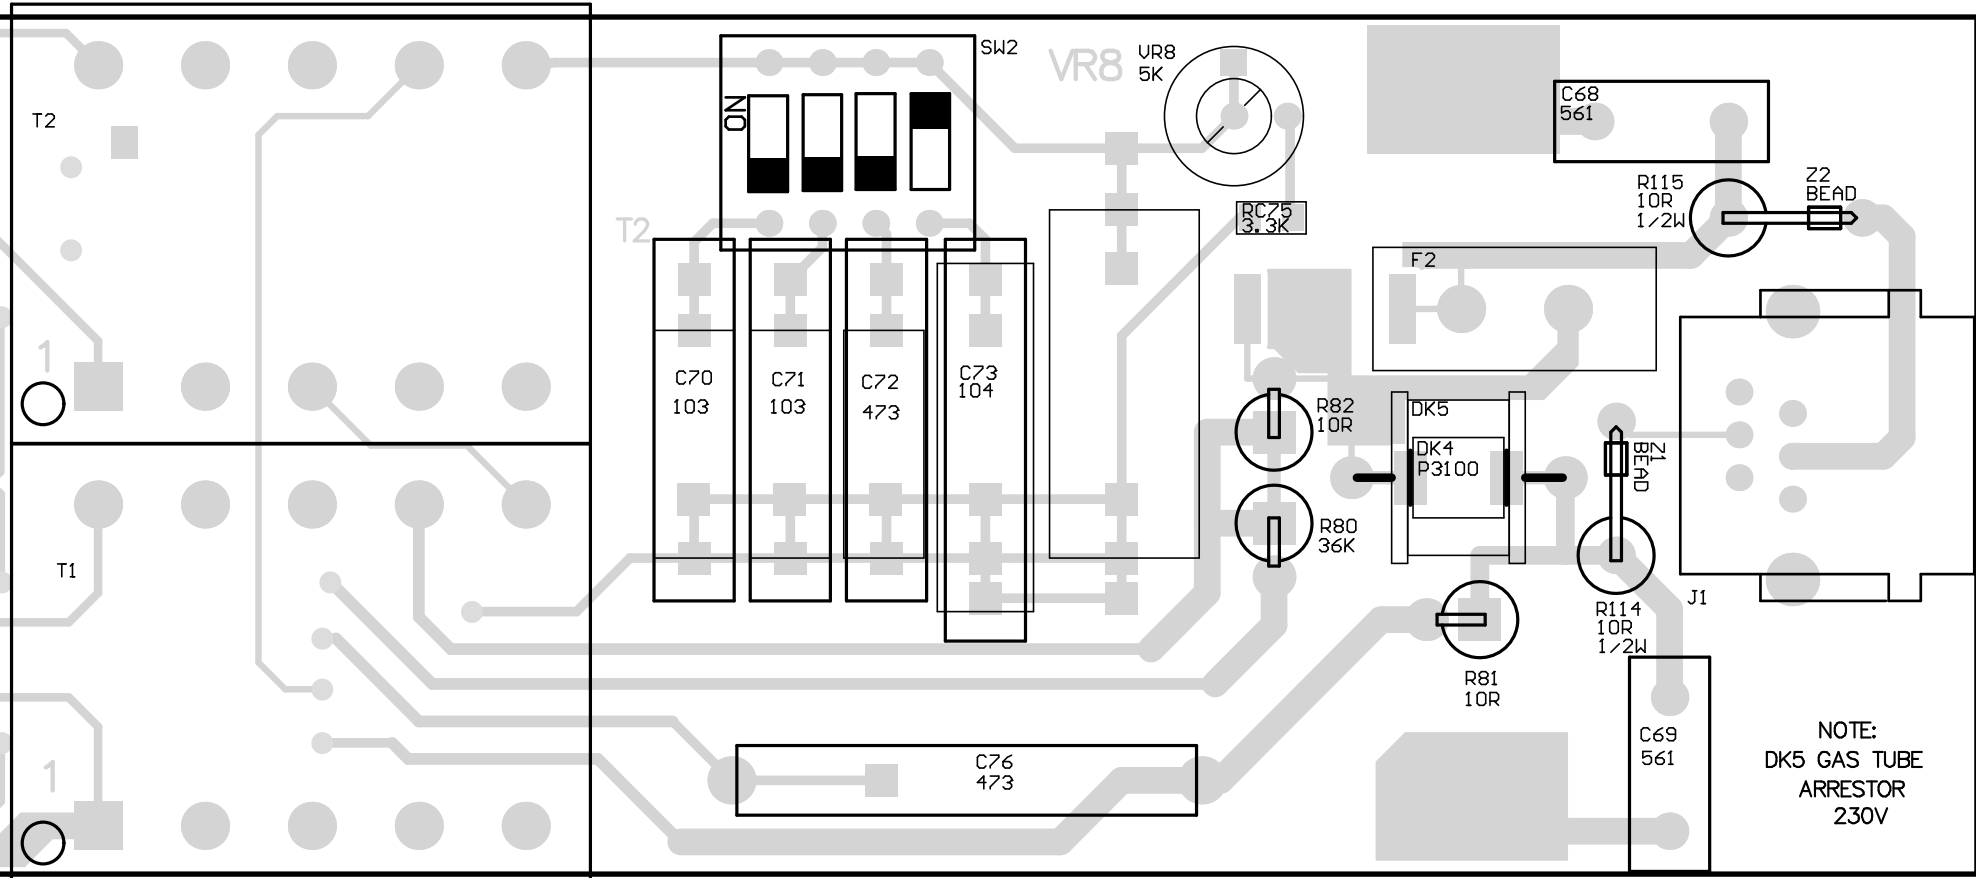 SW2
VR8
VR8
5K
C68
561
T2
ON
Z2
BEAD
R115
10R
1/2W
RC75
3.3K
T2
F2
1
C70
103
C71
103
C72
473
C73
104
R82
10R
DK5
DK4
P3100
Z1
BEAD
R80
36K
T1
J1
R114
10R
1/2W
R81
10R
1
C76
473
C69
561
NOTE:
DK5 GAS TUBE
ARRESTOR
230V